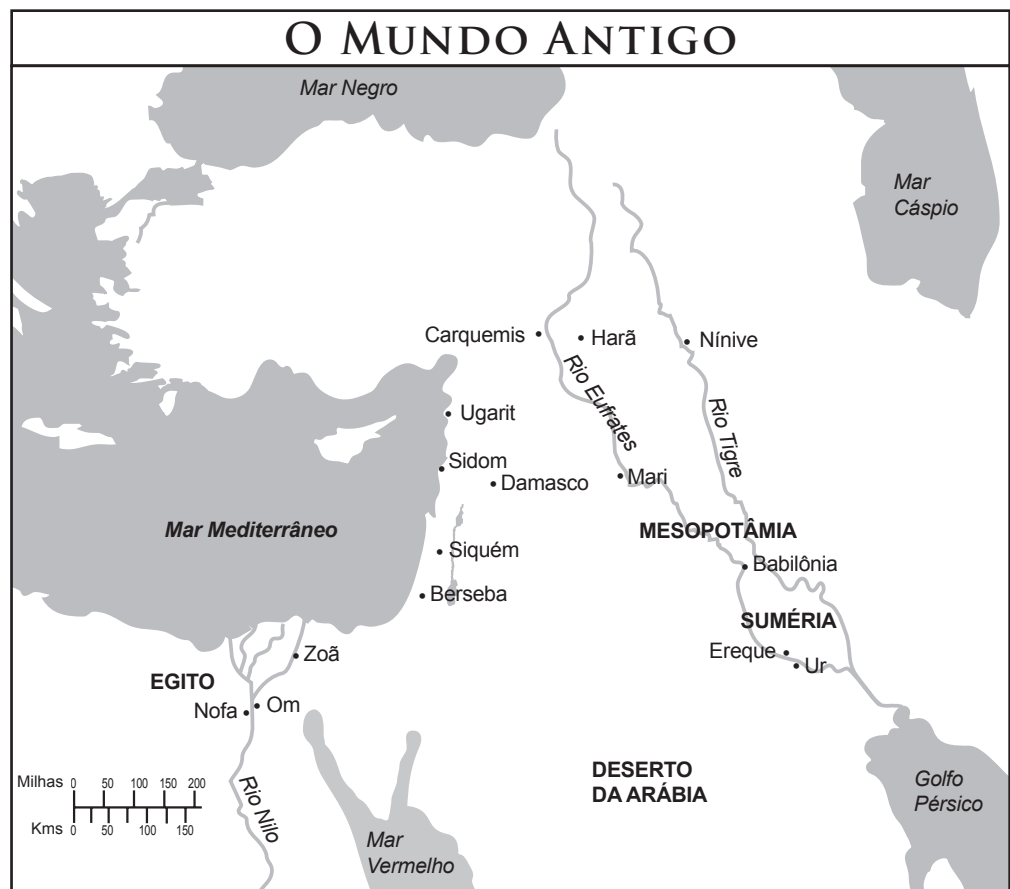 O MUNDO ANTIGO
Mar Negro
Mar
Cáspio
Carquemis
Harã
Nínive
Rio Eufrates
Rio Tigre
Ugarit
Sidom
Damasco
Mari
Mar Mediterrâneo
MESOPOTÂMIA
Siquém
Babilônia
Berseba
SUMÉRIA
Zoã
Ereque
Ur
EGITO
Nofa
Om
DESERTO
DA ARÁBIA
Golfo
Pérsico
Milhas 0 50 100 150 200
Kms 0 50 100 150
Rio Nilo
Mar
Vermelho